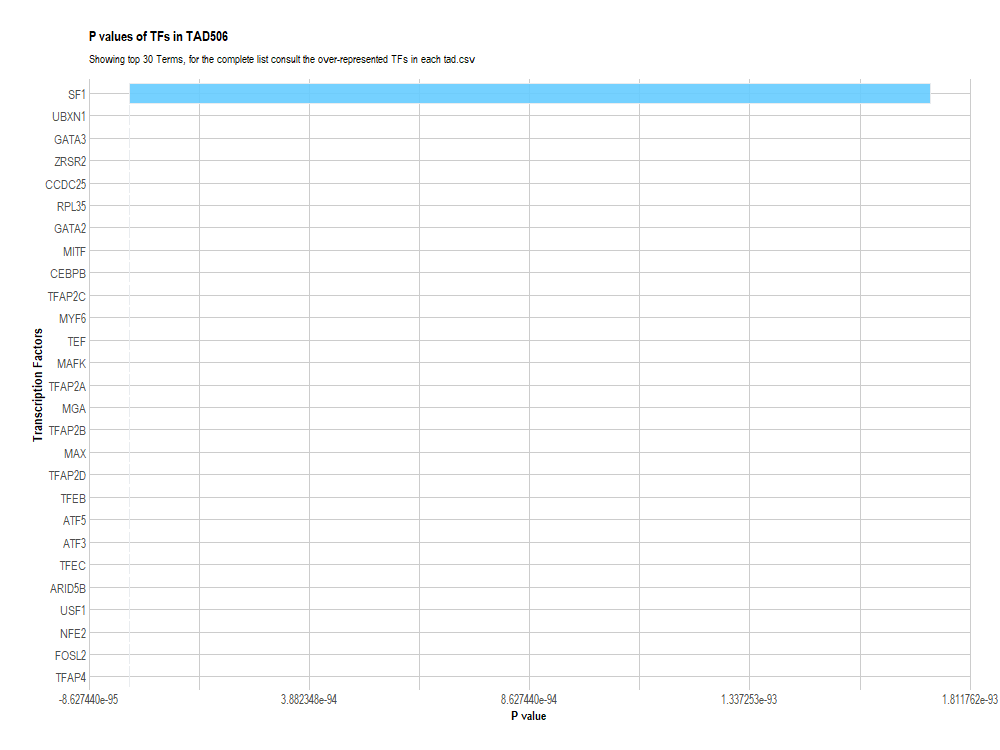 P values of TFs in TAD506
Showing top 30 Terms, for the complete list consult the over-represented TFs in each tad.csv
SF1
UBXN1
GATA3
ZRSR2
CCDC25
RPL35
GATA2
MITF
CEBPB
TFAP2C
MYF6
TEF
MAFK
TFAP2A
MGA
TFAP2B
MAX
TFAP2D
TFEB
ATF5
ATF3
TFEC
ARID5B
USF1
NFE2
FOSL2
TFAP4
Transcription Factors
-8.627440e-95 3.882348e-94 8.627440e-94 1.337253e-93 1.811762e-93
P value